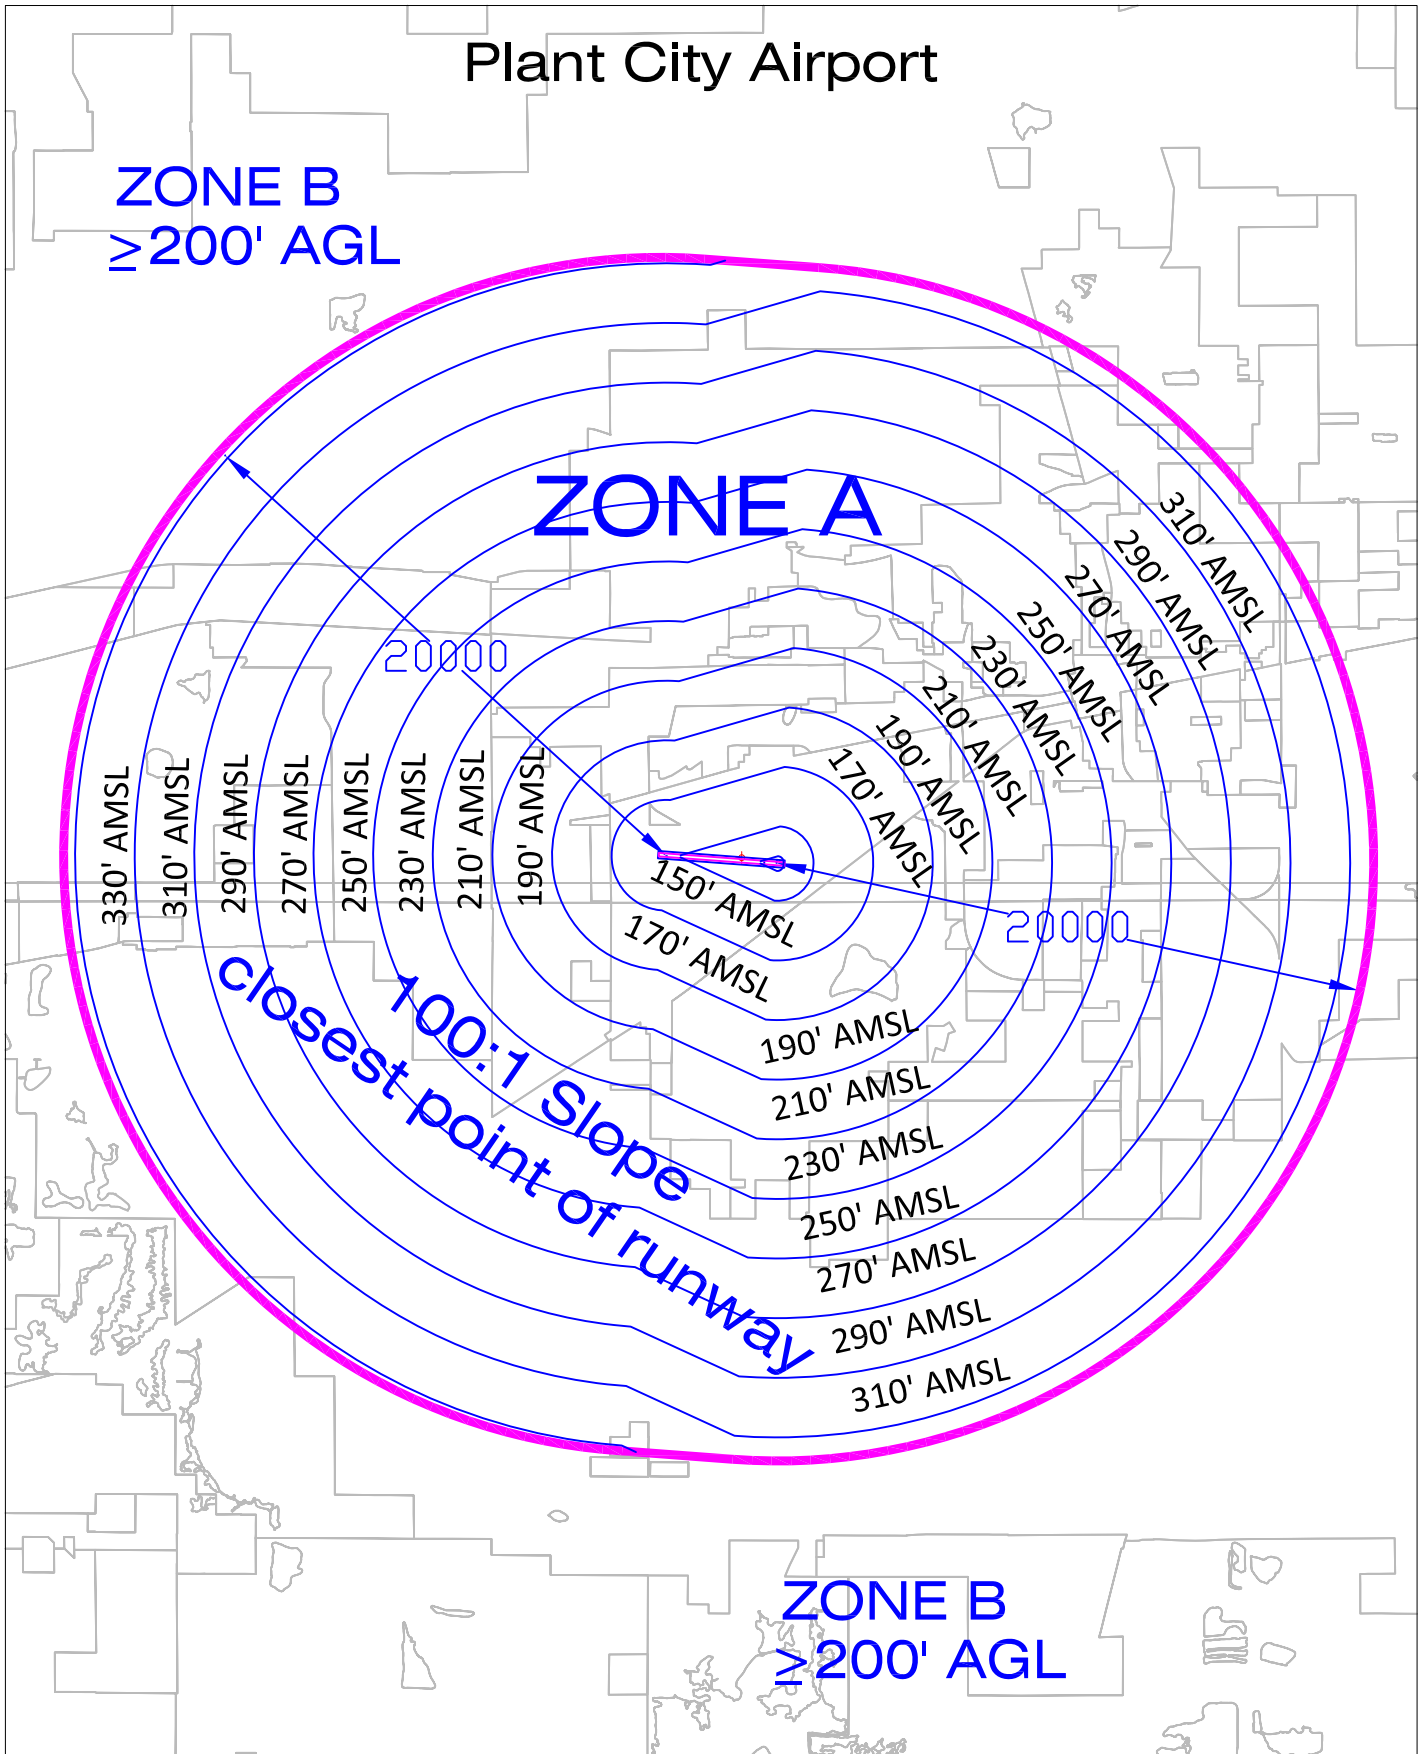 Plant City Airport
ZONE B
≥200' AGL
ZONE A
310' AMSL
290' AMSL
270' AMSL
250' AMSL
230' AMSL
210' AMSL
190' AMSL
170' AMSL
20000
330' AMSL
310' AMSL
290' AMSL
270' AMSL
250' AMSL
230' AMSL
210' AMSL
190' AMSL
150' AMSL
170' AMSL
20000
100:1 Slope
closest point of runway
190' AMSL
210' AMSL
230' AMSL
250' AMSL
270' AMSL
290' AMSL
310' AMSL
ZONE B
≥200' AGL